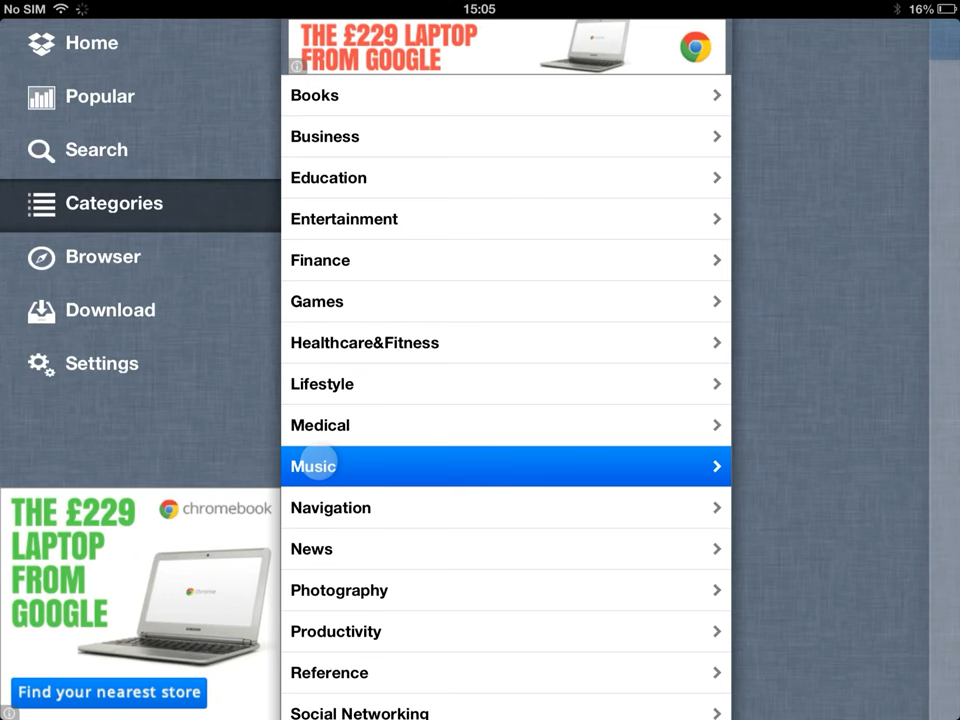 No SIM
15:05
16%
Home
Popular
Search
Categories
Browser
Download
Settings
THE £229
LAPTOP
FROM
GOOGLE
chromebook
chrome
SAMSUNG
Find your nearest store
THE £229 LAPTOP
FROM GOOGLE
Books
Business
Education
Entertainment
Finance
Games
Healthcare&Fitness
Lifestyle
Medical
Music
Navigation
News
Photography
Productivity
Reference
Social Networking